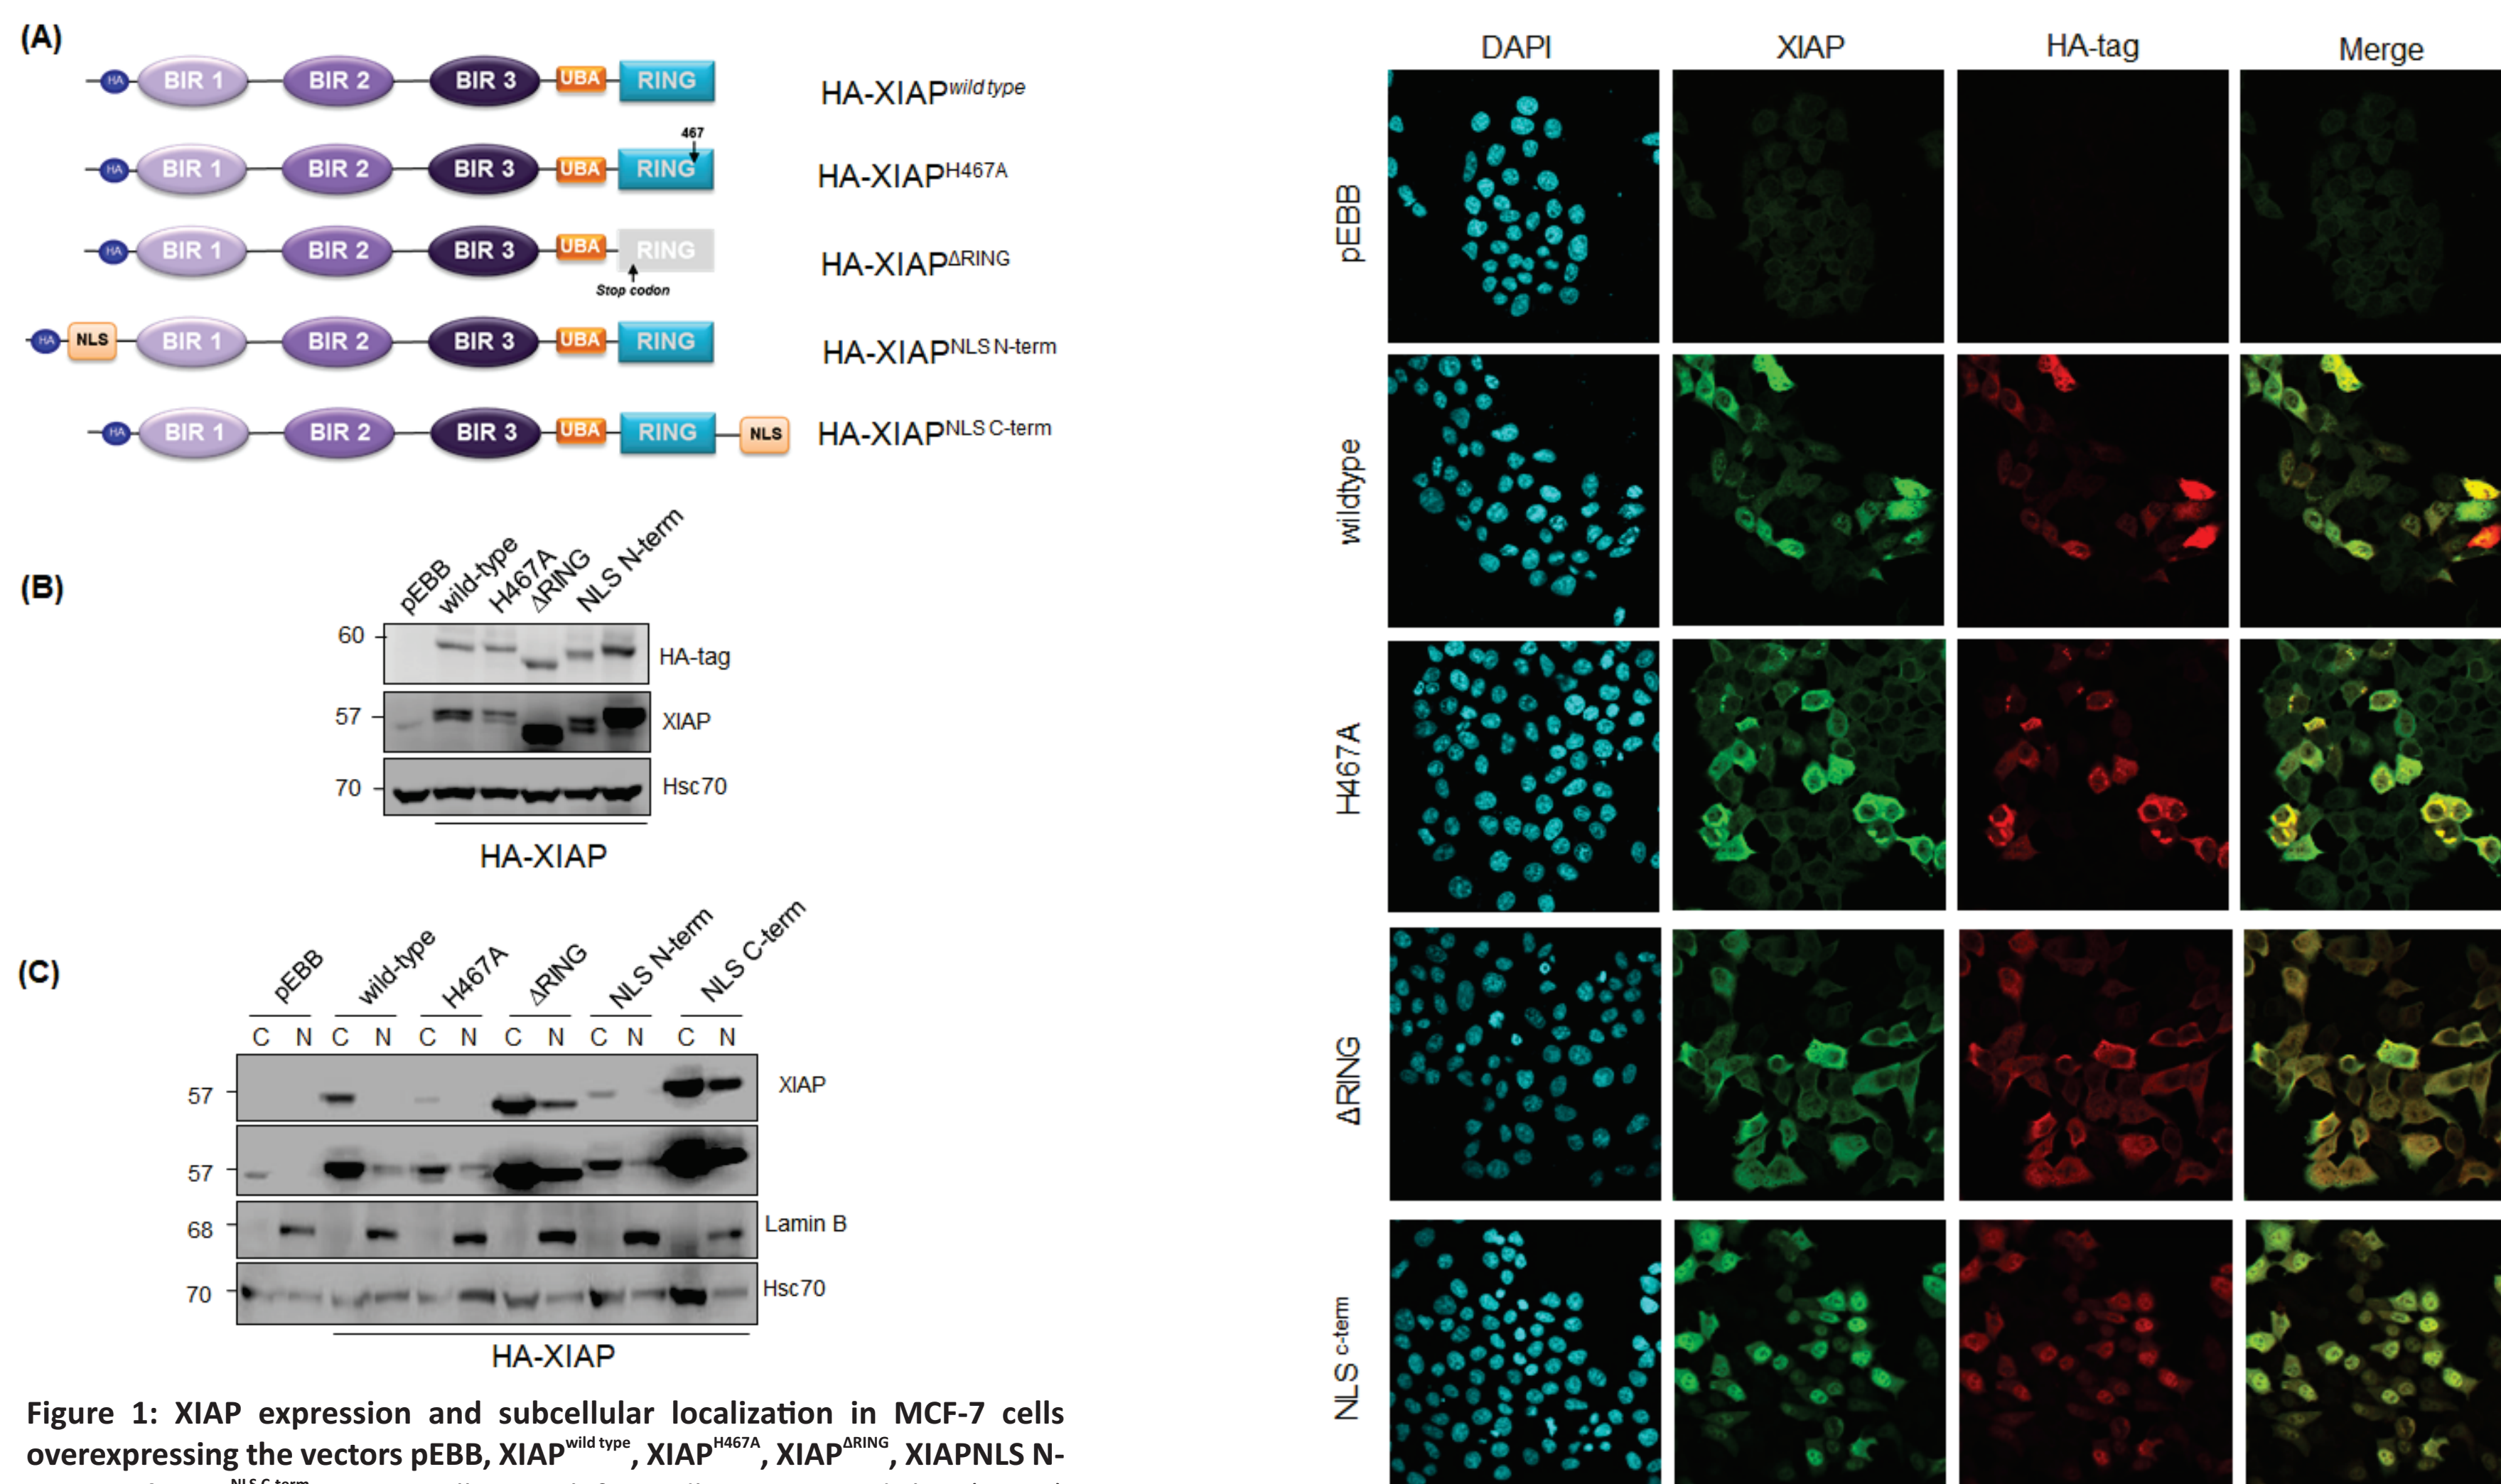 (A)
HA BIR 1 BIR 2 BIR 3 UBA RING HA-XIAPwild type
467
HA BIR 1 BIR 2 BIR 3 UBA RING HA-XIAPH467A
HA BIR 1 BIR 2 BIR 3 UBA RING HA-XIAPΔRING
Stop codon
HA NLS BIR 1 BIR 2 BIR 3 UBA RING HA-XIAPNLS N-term
HA BIR 1 BIR 2 BIR 3 UBA RING NLS HA-XIAPNLS C-term
(B)
pEBB wild-type H467A ΔRING NLS N-term
60 HA-tag
57 XIAP
70 Hsc70
HA-XIAP
(C)
pEBB wild-type H467A ΔRING NLS N-term NLS C-term
C N C N C N C N C N C N
57 XIAP
57
68 Lamin B
70 Hsc70
HA-XIAP
Figure 1: XIAP expression and subcellular localization in MCF-7 cells
overexpressing the vectors pEBB, XIAPwild type, XIAPH467A, XIAPΔRING, XIAPNLS N-
NLS C-term
DAPI XIAP HA-tag Merge
pEBB
wildtype
H467A
ΔRING
NLS c-term